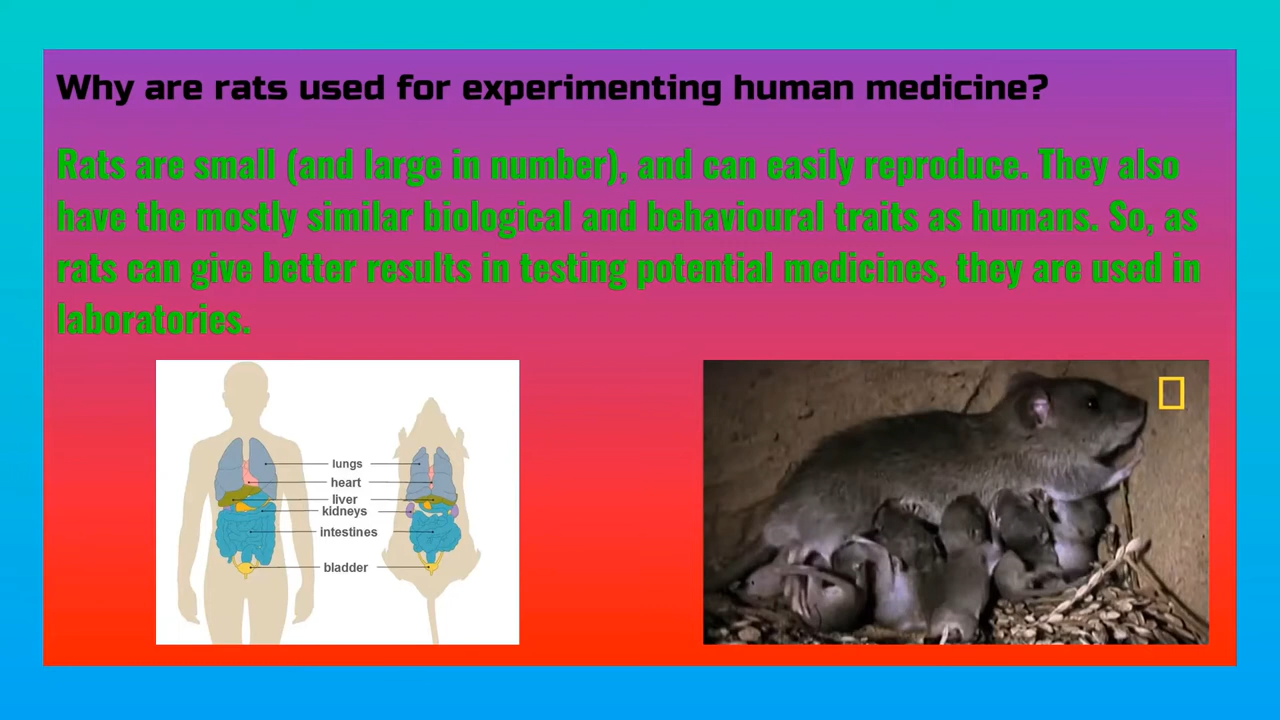 Why are rats used for experimenting human medicine?
Rats are small (and large in number), and can easily reproduce. They also
have the mostly similar biological and behavioural traits as humans. So, as
rats can give better results in testing potential medicines, they are used in
laboratories.
lungs
heart
liver
kidneys
intestines
bladder